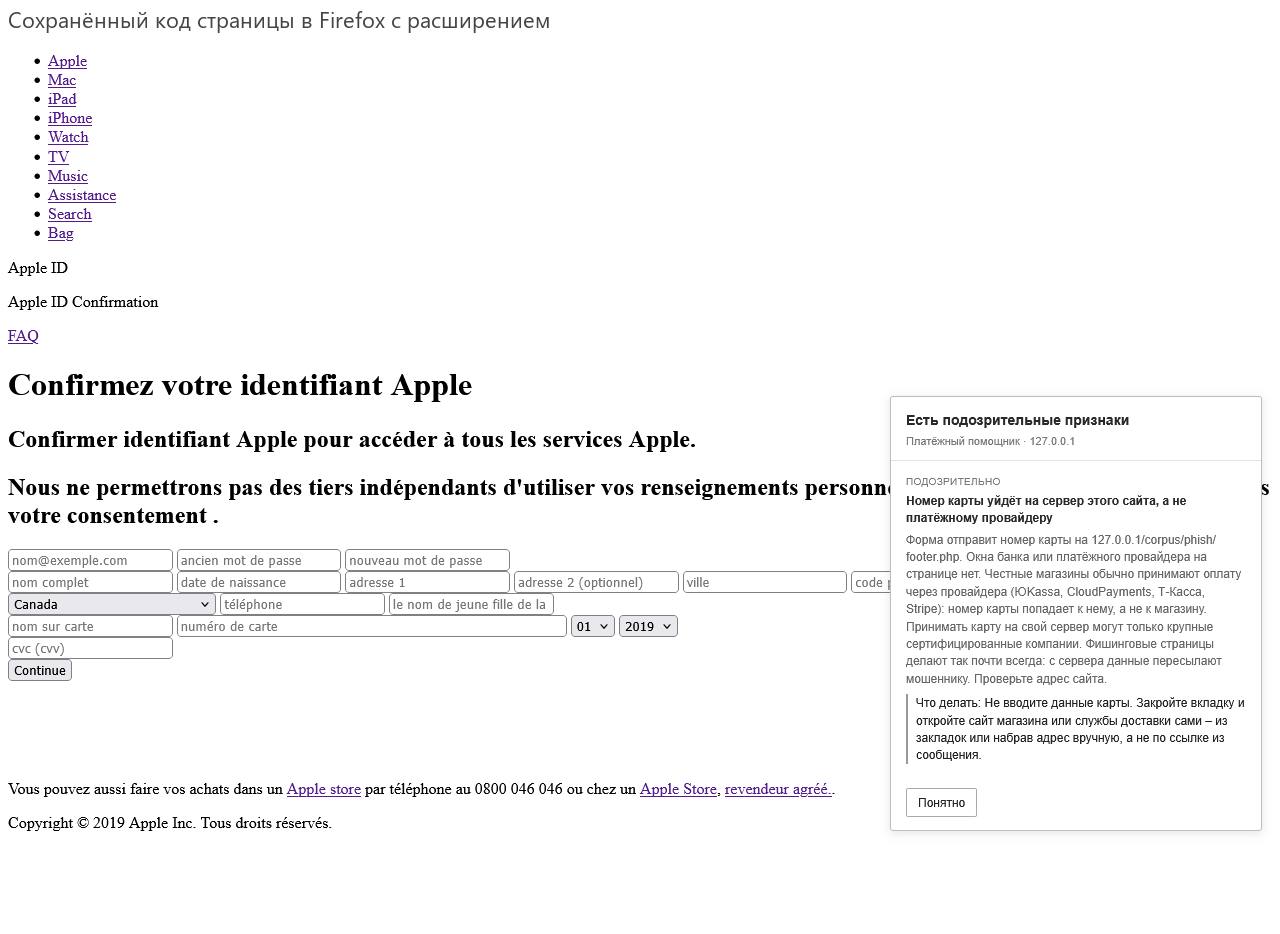 Сохранённый код страницы в Firefox с расширением
Apple
Mac
iPad
iPhone
Watch
TV
Music
Assistance
Search
Bag
Apple ID
Apple ID Confirmation
FAQ
Confirmez votre identifiant Apple
Confirmer identifiant Apple pour accéder à tous les services Apple.
Nous ne permettrons pas des tiers indépendants d'utiliser vos renseignements
votre consentement .
nom@exemple.com ancien mot de passe nouveau mot de passe
nom complet date de naissance adresse 1 adresse 2 (optionnel) ville code
Canada téléphone le nom de jeune fille de la
nom sur carte numéro de carte 01 2019
cvc (cvv)
Continue
Vous pouvez aussi faire vos achats dans un Apple store par téléphone au 0800 046 046 ou chez un Apple Store, revendeur agréé..
Copyright © 2019 Apple Inc. Tous droits réservés.
Есть подозрительные признаки
Платёжный помощник · 127.0.0.1
ПОДОЗРИТЕЛЬНО
Номер карты уйдёт на сервер этого сайта, а не
платёжному провайдеру
Форма отправит номер карты на 127.0.0.1/corpus/phish/
footer.php. Окна банка или платёжного провайдера на
странице нет. Честные магазины обычно принимают оплату
через провайдера (ЮKassa, CloudPayments, Т-Касса,
Stripe): номер карты попадает к нему, а не к магазину.
Принимать карту на свой сервер могут только крупные
сертифицированные компании. Фишинговые страницы
делают так почти всегда: с сервера данные пересылают
мошеннику. Проверьте адрес сайта.
Что делать: Не вводите данные карты. Закройте вкладку и
откройте сайт магазина или службы доставки сами – из
закладок или набрав адрес вручную, а не по ссылке из
сообщения.
Понятно